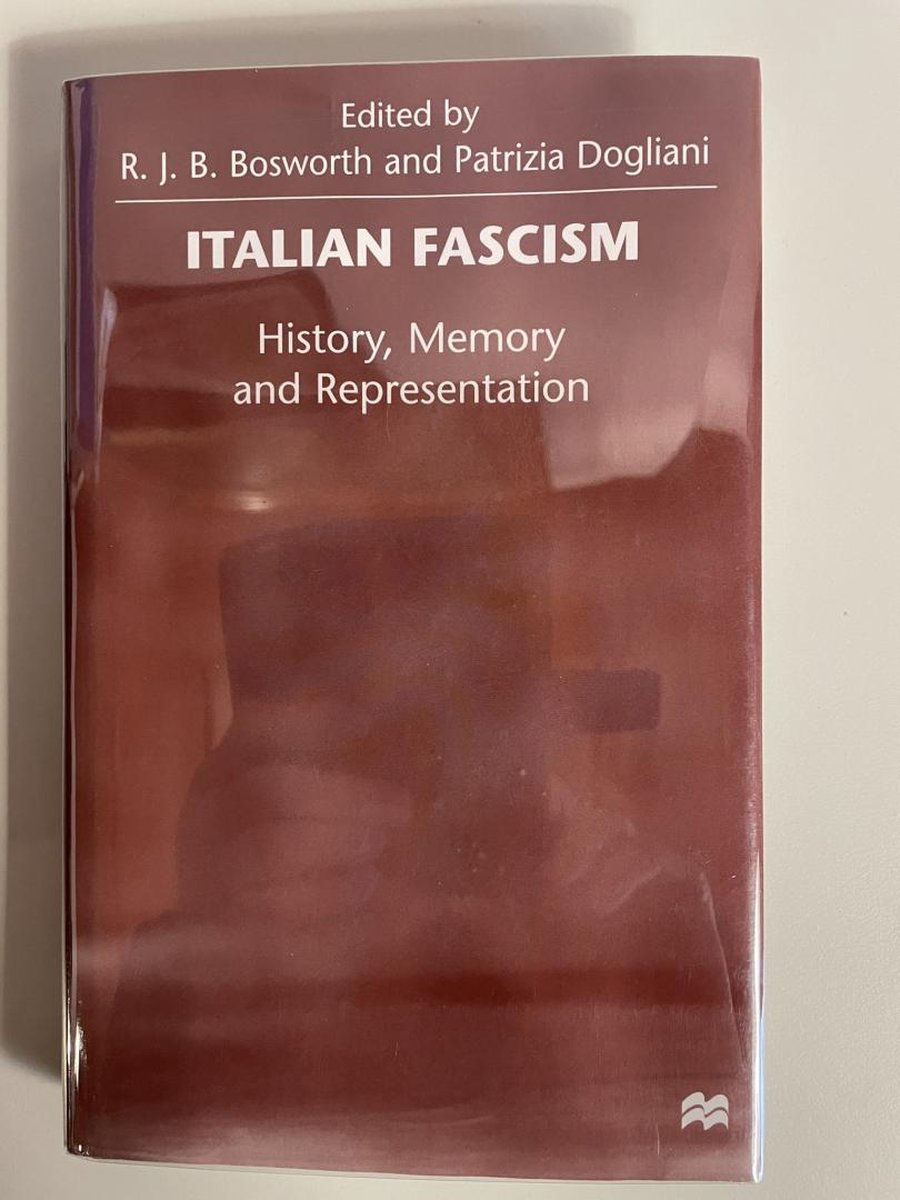 Edited by
R. J. B. Bosworth and Patrizia Dogliani
ITALIAN FASCISM
History, Memory
and Representation